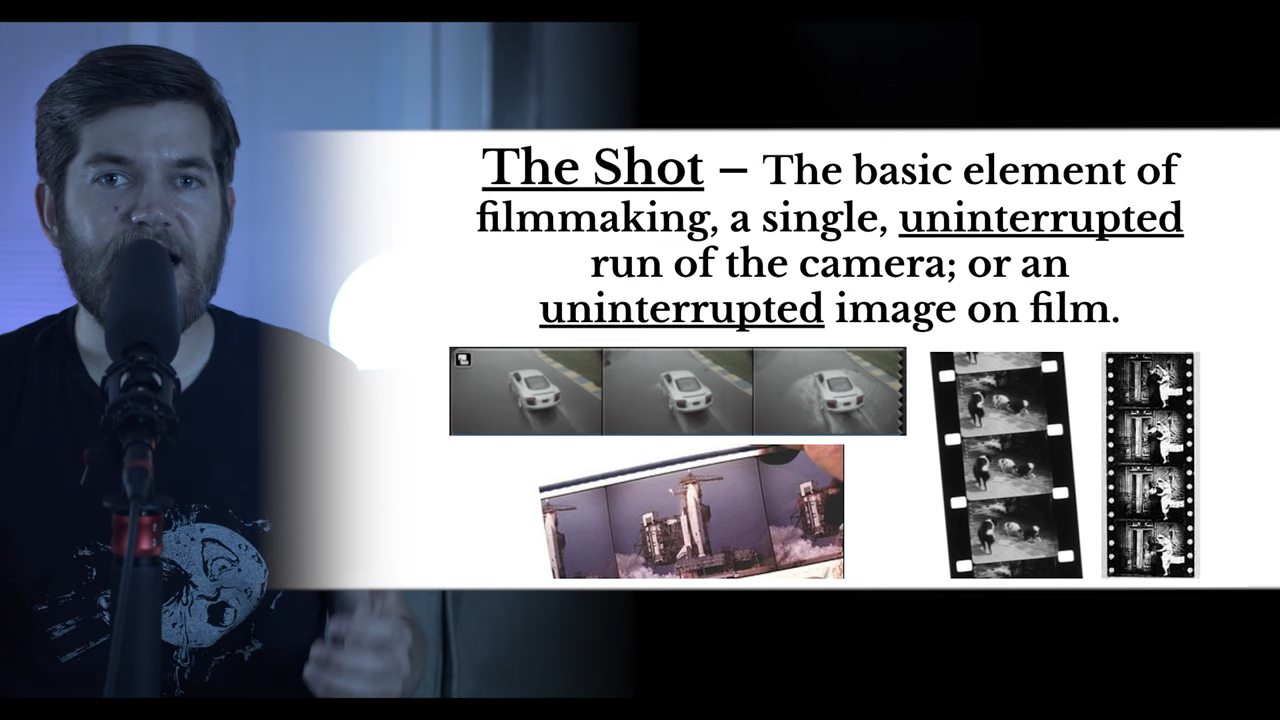 The Shot – The basic element of
filmmaking, a single, uninterrupted
run of the camera; or an
uninterrupted image on film.